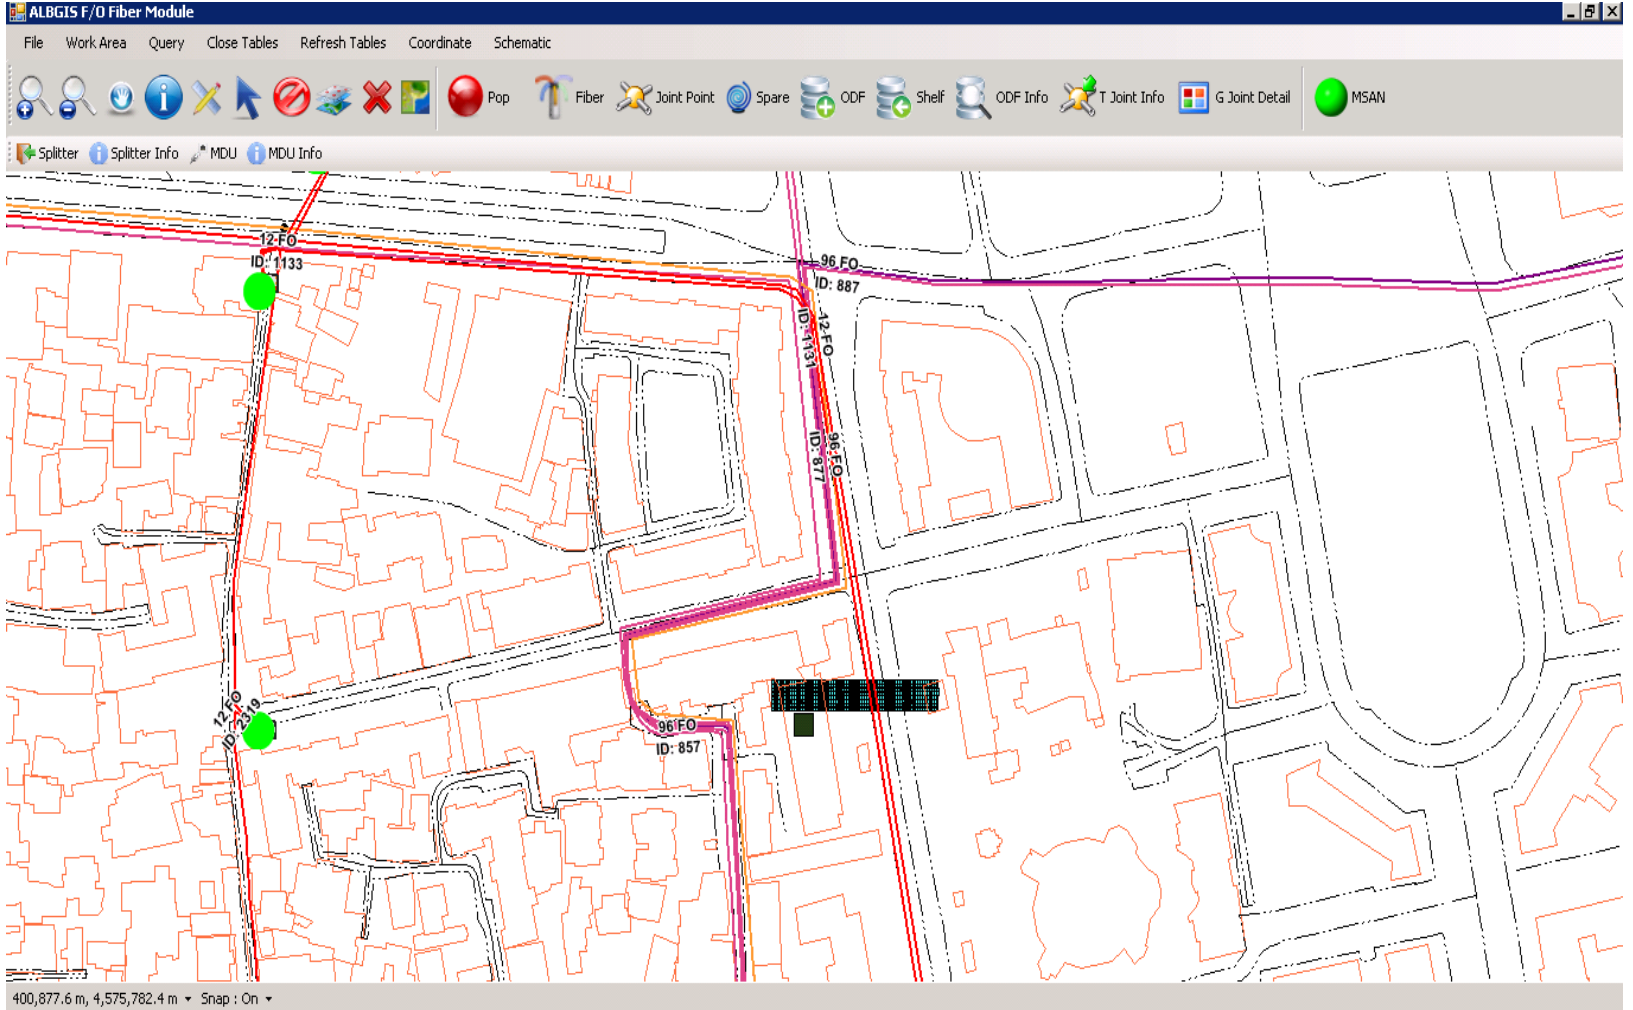 ALBGIS F/O Fiber Module
File Work Area Query Close Tables Refresh Tables Coordinate Schematic
Pop Fiber Joint Point Spare ODF Shelf ODF Info T Joint Info G Joint Detail MSAN
Splitter Splitter Info MDU MDU Info
12 FO
ID: 1133
96 FO
ID: 887
12 FO
ID: 1131
96 FO
ID: 877
12 FO
ID: 2319
96 FO
ID: 857
400,877.6 m, 4,575,782.4 m Snap : On